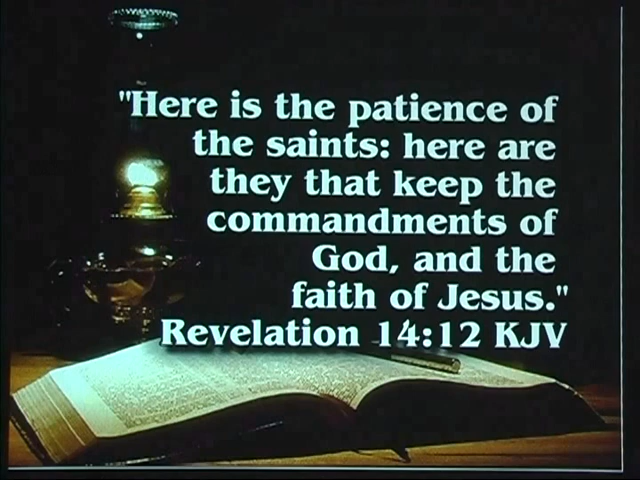 "Here is the patience of
the saints: here are
they that keep the
commandments of
God, and the
faith of Jesus."
Revelation 14:12 KJV